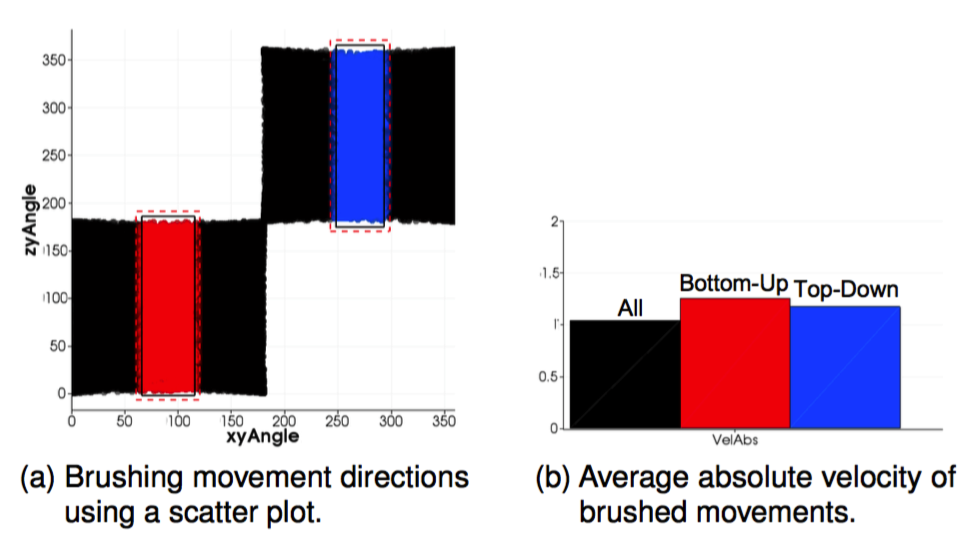 350
300
250
200
150
100
50
0
zyAngle
0 50 100 150 200 250 300 350
xyAngle
(a) Brushing movement directions
using a scatter plot.
2
1.5
1
0.5
0
All
Bottom-Up
Top-Down
VelAbs
(b) Average absolute velocity of
brushed movements.